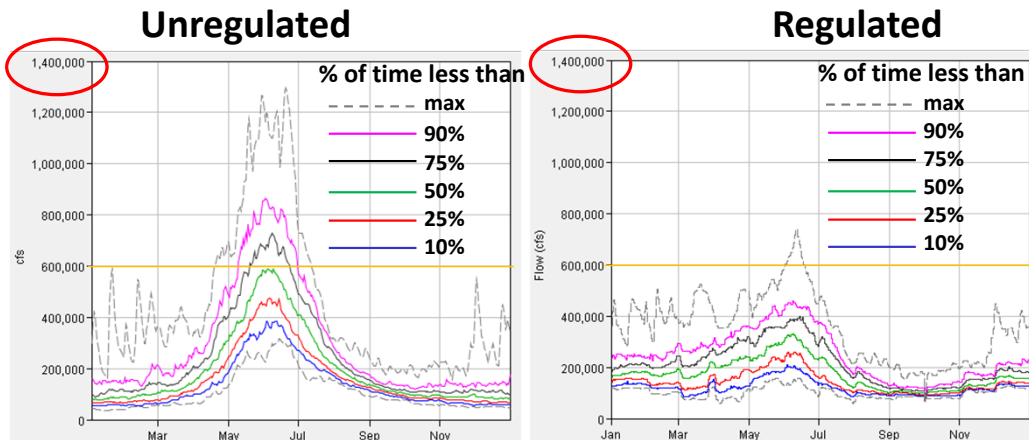 Unregulated
1,400,000
1,200,000
1,000,000
800,000
600,000
400,000
200,000
0
cfs
Mar
May
Jul
Sep
Nov
% of time less than
max
90%
75%
50%
25%
10%
Regulated
1,400,000
1,200,000
1,000,000
800,000
600,000
400,000
200,000
0
Flow (cfs)
Jan
Mar
May
Jul
Sep
Nov
% of time less than
max
90%
75%
50%
25%
10%